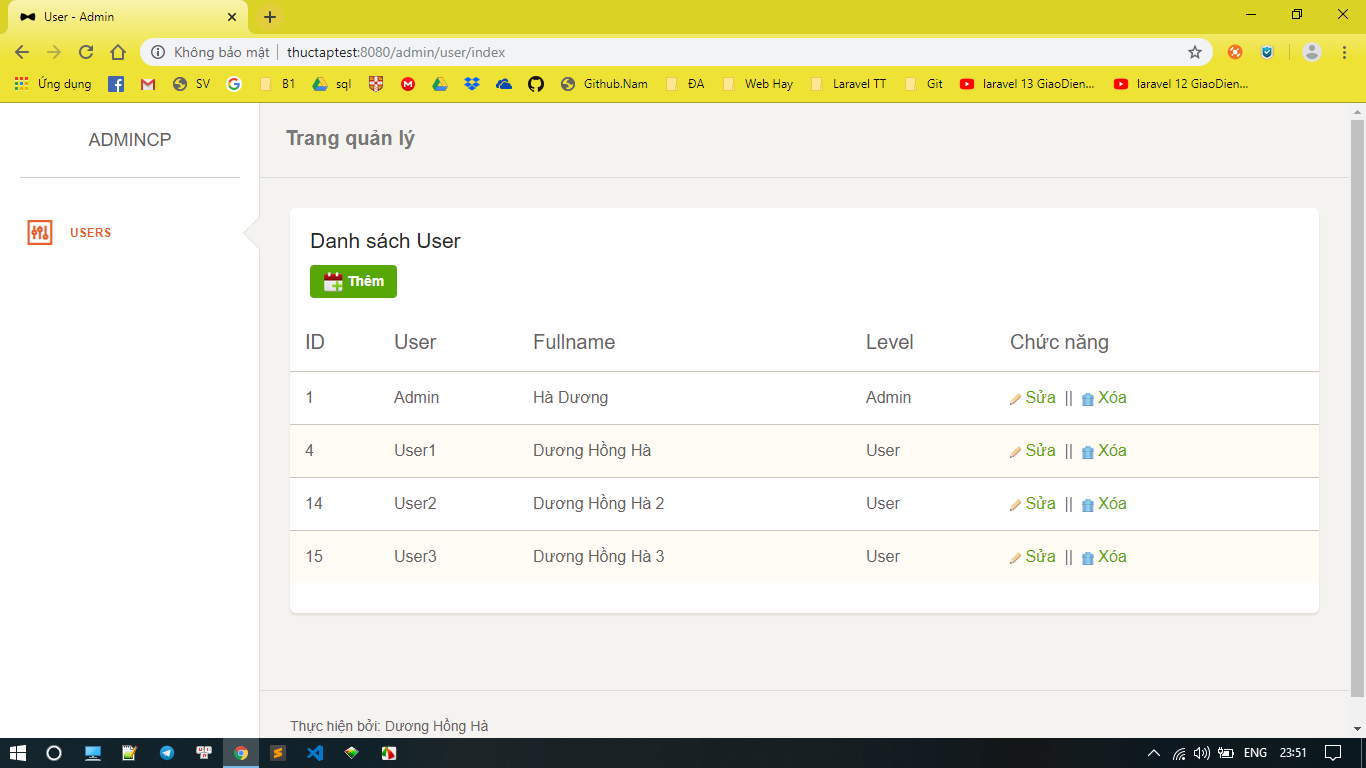 User - Admin
Không bảo mật | thuctaptest:8080/admin/user/index
Ứng dụng SV B1 sql Github.Nam ĐA Web Hay Laravel TT Git laravel 13 GiaoDien... laravel 12 GiaoDien...
ADMINCP
Trang quản lý
USERS
Danh sách User
Thêm
ID User Fullname Level Chức năng
1 Admin Hà Dương Admin Sửa || Xóa
4 User1 Dương Hồng Hà User Sửa || Xóa
14 User2 Dương Hồng Hà 2 User Sửa || Xóa
15 User3 Dương Hồng Hà 3 User Sửa || Xóa
Thực hiện bởi: Dương Hồng Hà
ENG 23:51